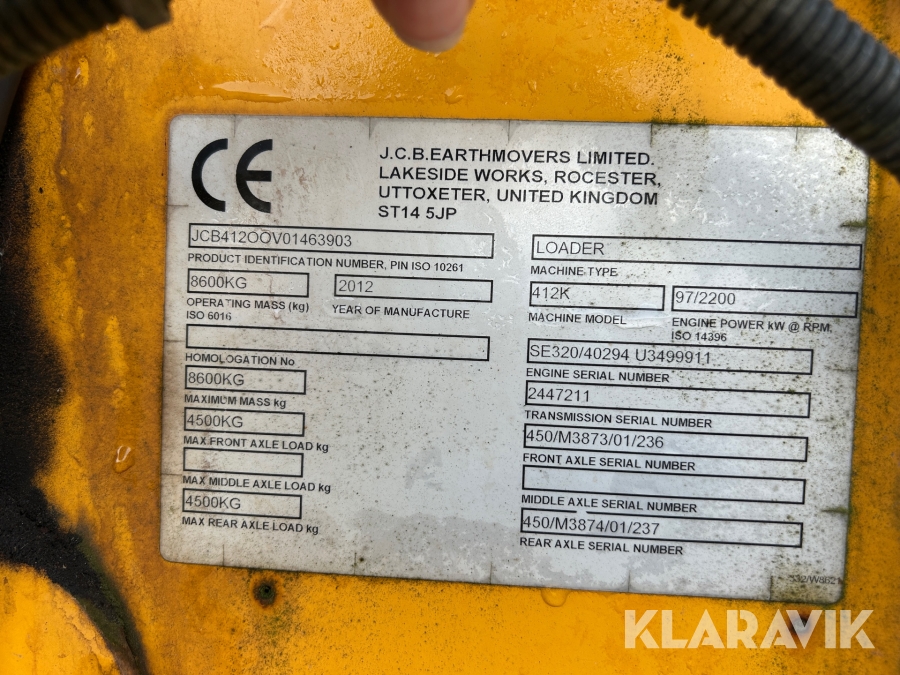 CE
J.C.B.EARTHMOVERS LIMITED.
LAKESIDE WORKS, ROCESTER,
UTTOXETER, UNITED KINGDOM
ST14 5JP
JCB412OOV01463903
PRODUCT IDENTIFICATION NUMBER, PIN ISO 10261
8600KG
OPERATING MASS (kg)
ISO 6016
2012
YEAR OF MANUFACTURE
HOMOLOGATION No
8600KG
MAXIMUM MASS kg
4500KG
MAX FRONT AXLE LOAD kg
MAX MIDDLE AXLE LOAD kg
4500KG
MAX REAR AXLE LOAD kg
LOADER
MACHINE TYPE
412K
MACHINE MODEL
97/2200
ENGINE POWER kW @ RPM,
ISO 14396
SE320/40294 U3499911
ENGINE SERIAL NUMBER
2447211
TRANSMISSION SERIAL NUMBER
450/M3873/01/236
FRONT AXLE SERIAL NUMBER
MIDDLE AXLE SERIAL NUMBER
450/M3874/01/237
REAR AXLE SERIAL NUMBER
KLARAVIK